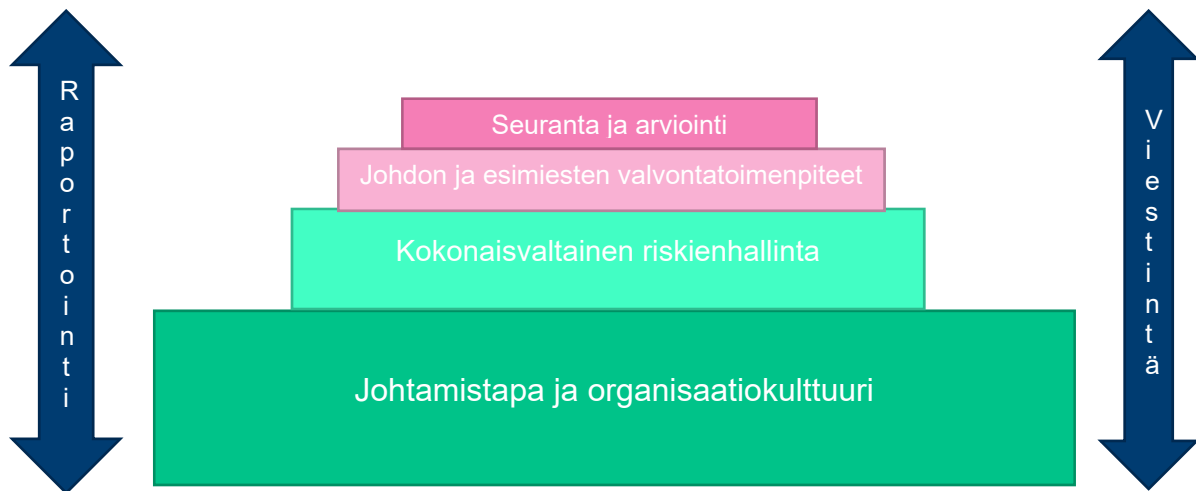 Raportointi
Seuranta ja arviointi
Johdon ja esimiesten valvontatoimenpiteet
Kokonaisvaltainen riskienhallinta
Johtamistapa ja organisaatiokulttuuri
Viestintä